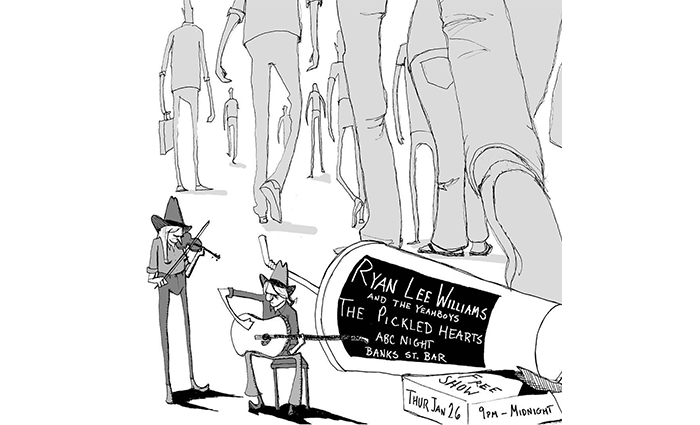 RYAN LEE WILLIAMS
AND THE YEAHBOYS
THE PICKLED HEARTS
ABC NIGHT
BANKS ST. BAR
FREE
SHOW
THUR JAN 26
9PM - MIDNIGHT